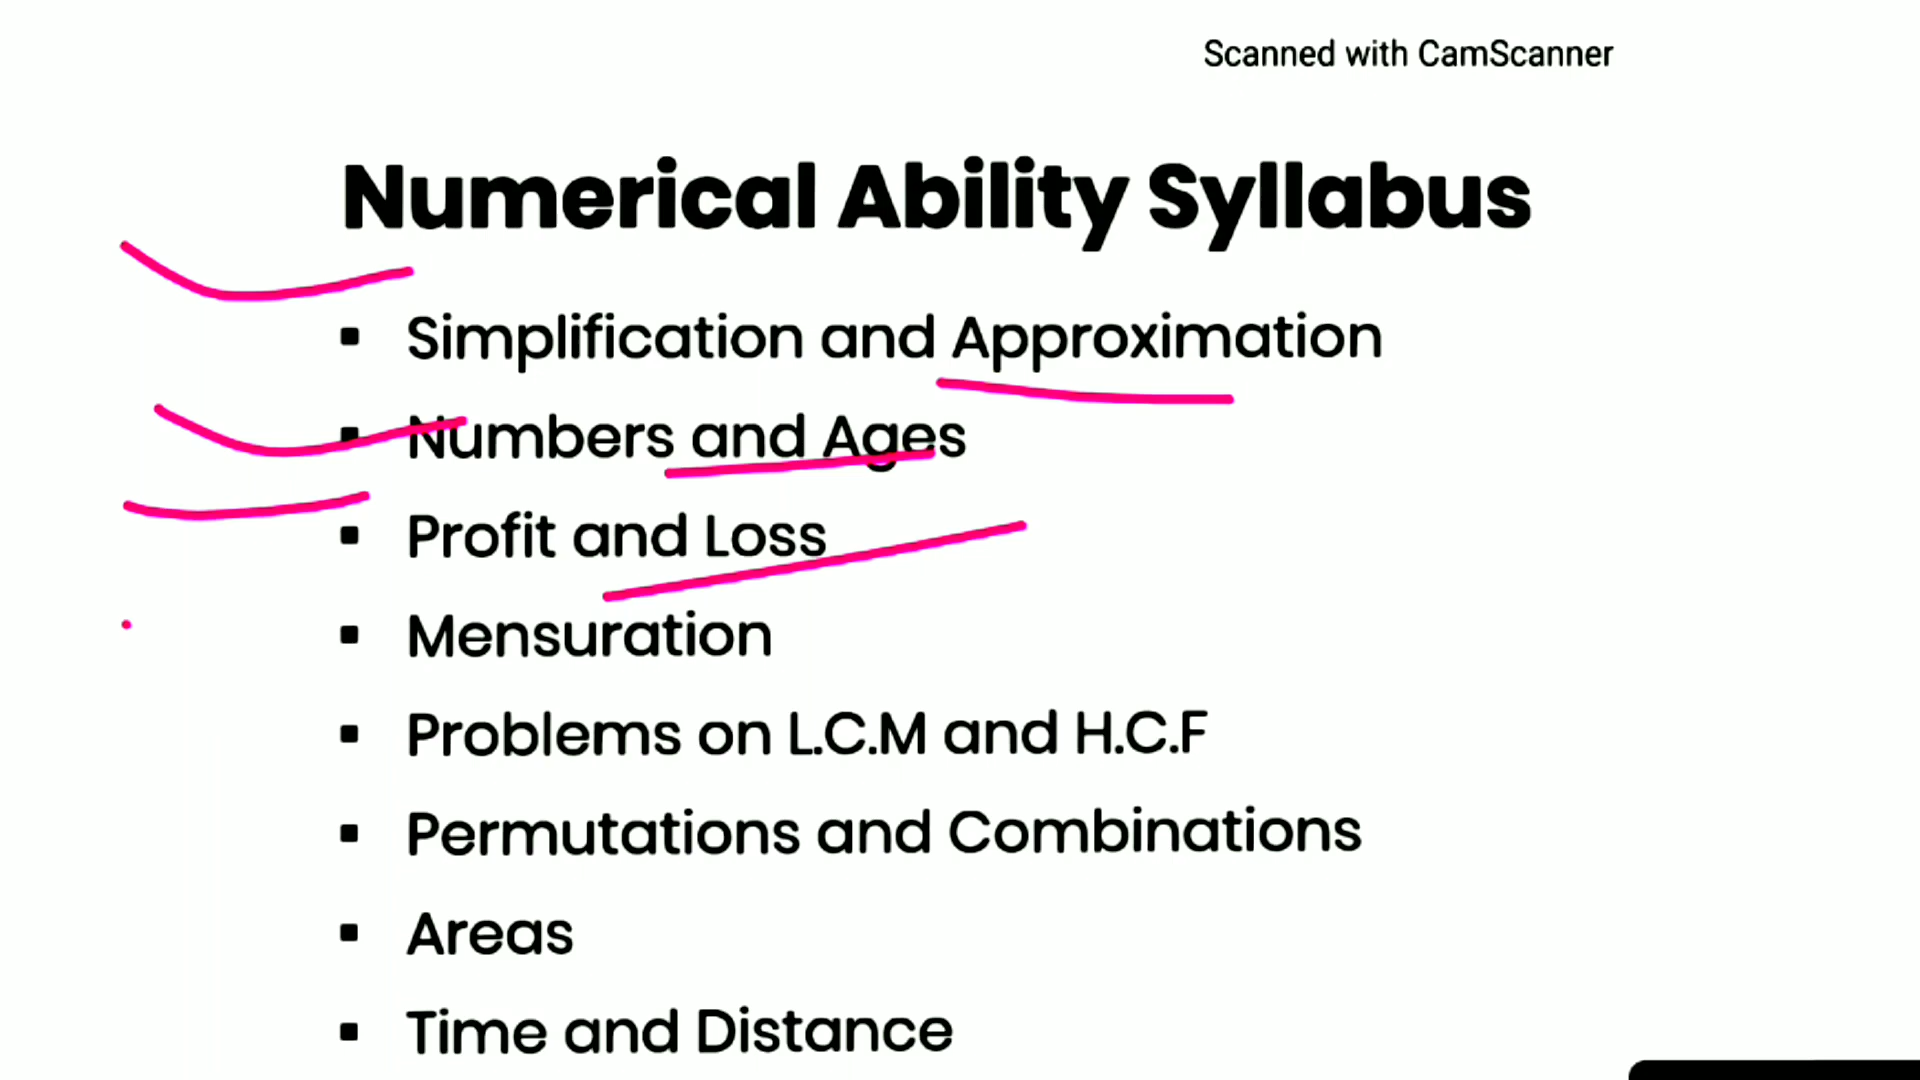 Scanned with CamScanner
Numerical Ability Syllabus
▪ Simplification and Approximation
▪ Numbers and Ages
▪ Profit and Loss
▪ Mensuration
▪ Problems on L.C.M and H.C.F
▪ Permutations and Combinations
▪ Areas
▪ Time and Distance